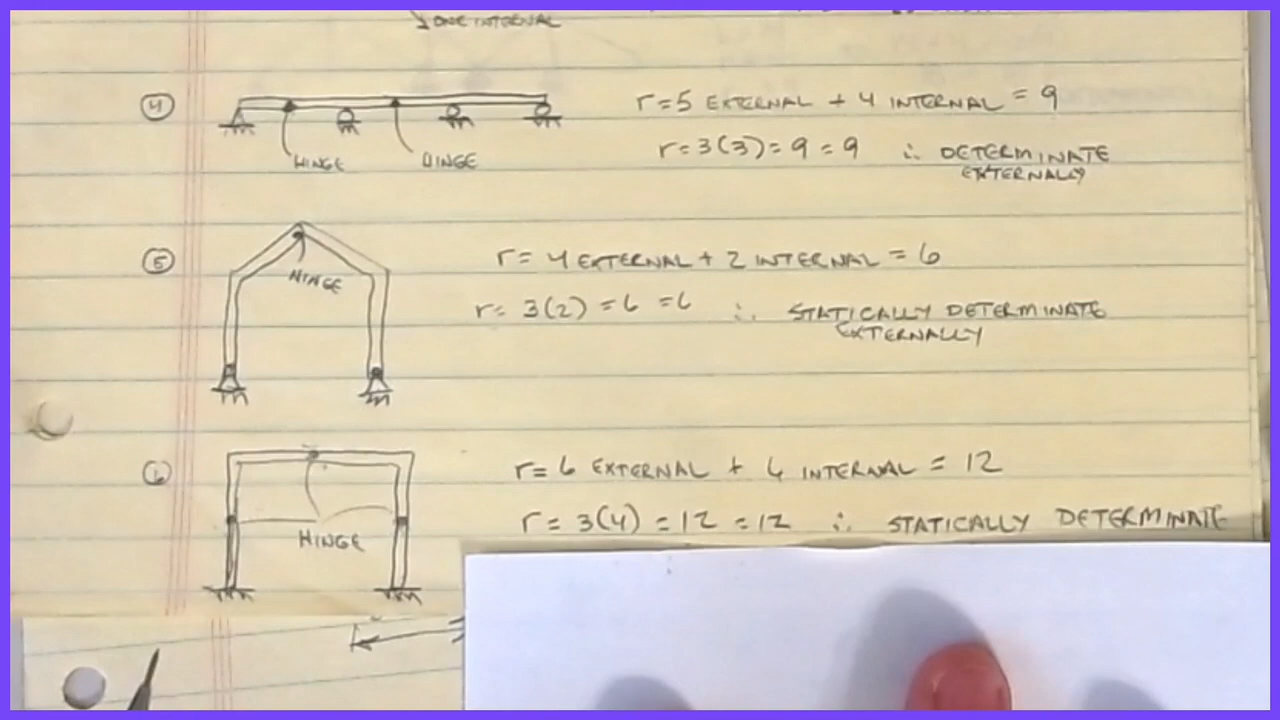 ONE INTERNAL
④ r=5 EXTERNAL + 4 INTERNAL = 9
r=3(3)=9=9 ∴ DETERMINATE
EXTERNALLY
HINGE HINGE
⑤ r= 4 EXTERNAL + 2 INTERNAL = 6
HINGE
r= 3(2) = 6 = 6 ∴ STATICALLY DETERMINATE
EXTERNALLY
⑥ r= 6 EXTERNAL + 6 INTERNAL = 12
r= 3(4) = 12 = 12 ∴ STATICALLY DETERMINATE
HINGE